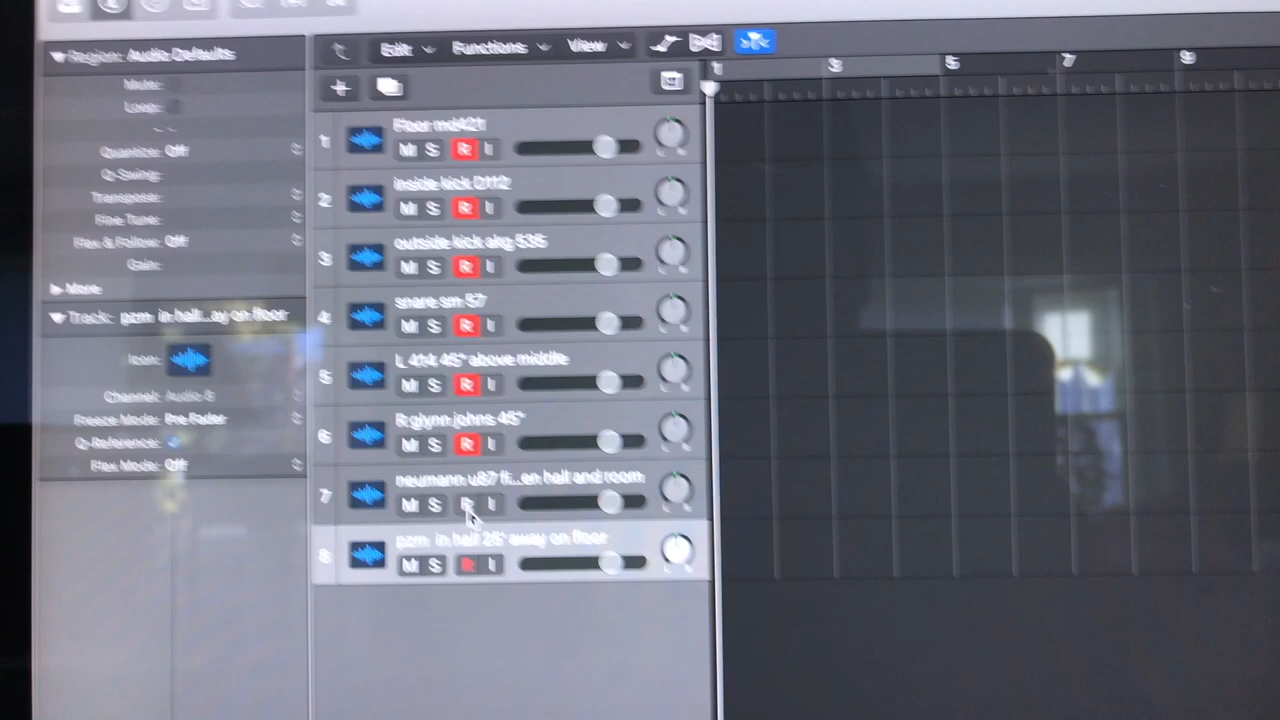 Region: Audio Defaults
Mute:
Loop:
Quantize: Off
Q-Swing:
Transpose:
Fine Tune:
Flex & Follow: Off
Gain:
More
Track: pzm in hall...ay on floor
Icon:
Channel: Audio 8
Freeze Mode: Pre Fader
Q-Reference:
Flex Mode: Off
Edit Functions View
1 3 5 7 9
1 Floor md421
M S R I
2 inside kick D112
M S R I
3 outside kick akg 535
M S R I
4 snare sm 57
M S R I
5 L 414 45" above middle
M S R I
6 R glynn johns 45"
M S R I
7 neumann u87 fi...en hall and room
M S R I
8 pzm in hall 25' away on floor
M S R I